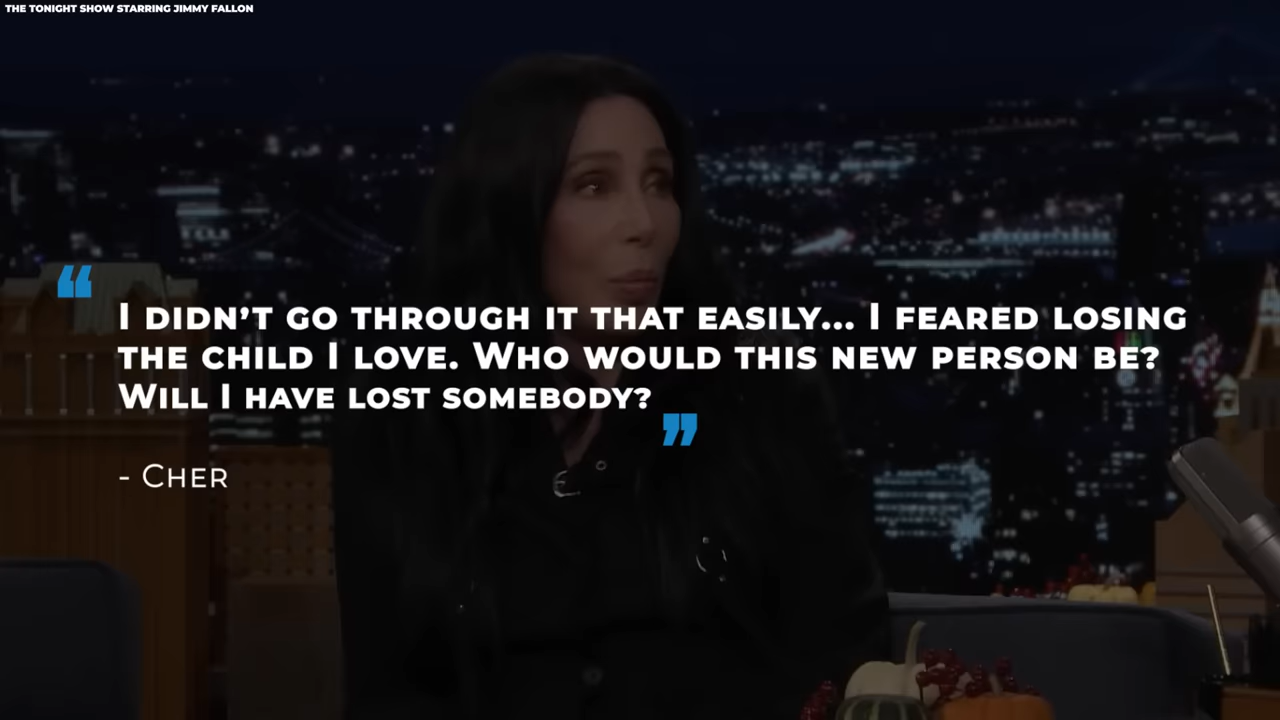 THE TONIGHT SHOW STARRING JIMMY FALLON
“
I DIDN’T GO THROUGH IT THAT EASILY... I FEARED LOSING
THE CHILD I LOVE. WHO WOULD THIS NEW PERSON BE?
WILL I HAVE LOST SOMEBODY?
”
- CHER